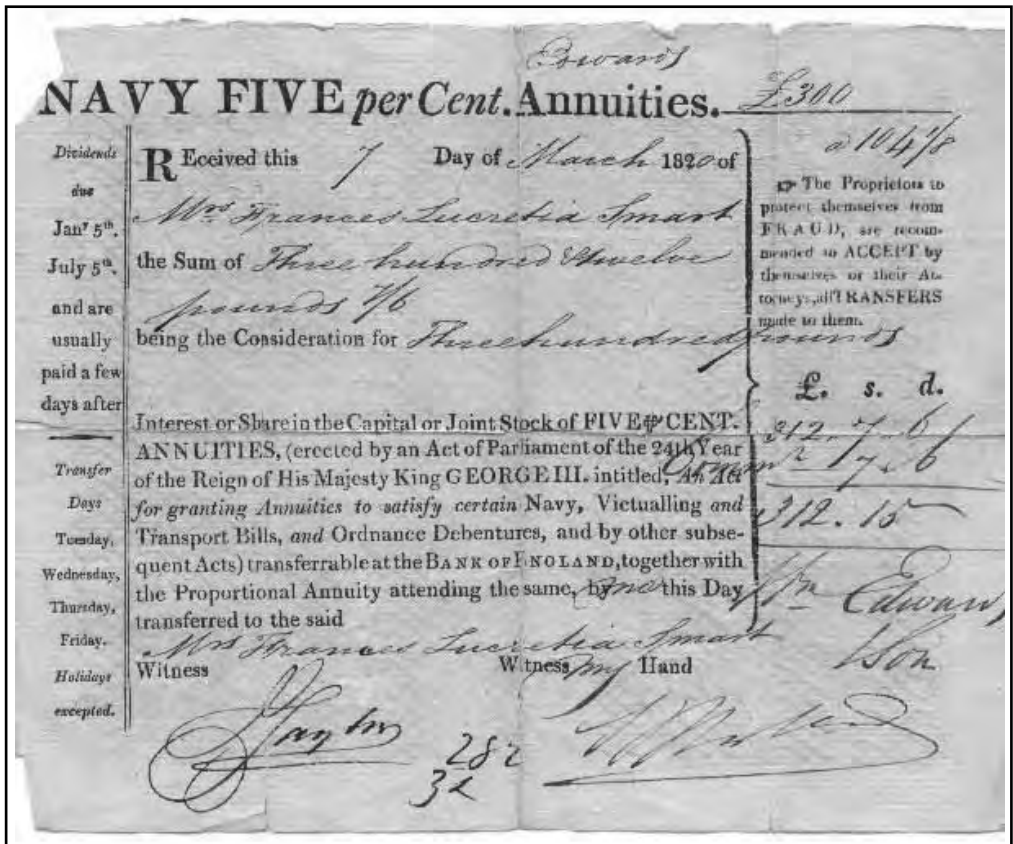 Edwards
NAVY FIVE per Cent. Annuities. £300
a 104 1/8
Dividends
due
Jany 5th.
July 5th.
and are
usually
paid a few
days after
Transfer
Days
Tuesday,
Wednesday,
Thursday,
Friday.
Holidays
excepted.
REceived this 7 Day of March 1820 of
Mrs Frances Lucretia Smart
the Sum of Three hundred & twelve
pounds 7/6
being the Consideration for Three hundred pounds
Interest or Share in the Capital or Joint Stock of FIVE ⅌ CENT.
ANNUITIES, (erected by an Act of Parliament of the 24th Year
of the Reign of His Majesty King GEORGE III. intitled, An Act
for granting Annuities to satisfy certain Navy, Victualling and
Transport Bills, and Ordnance Debentures, and by other subse-
quent Acts) transferrable at the BANK OF ENGLAND, together with
the Proportional Annuity attending the same, by me this Day
transferred to the said
Mrs Frances Lucretia Smart
Witness Witness my Hand
282
32
☞ The Proprietors to
protect themselves from
FRAUD, are recom-
mended to ACCEPT by
themselves or their At-
torneys, all TRANSFERS
made to them.
£. s. d.
312. 7. 6
7. 6
312. 15
Wm Edwards
& Son